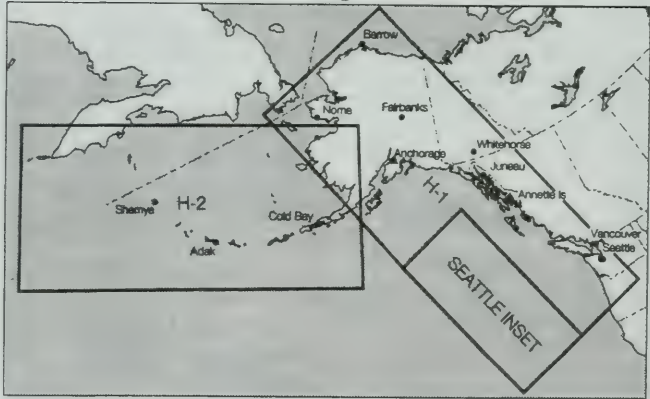 Barrow
Nome
Fairbanks
Whitehorse
Anchorage
Juneau
H-1
Annette Is
Shemya
H-2
Cold Bay
Adak
Vancouver
Seattle
SEATTLE INSET